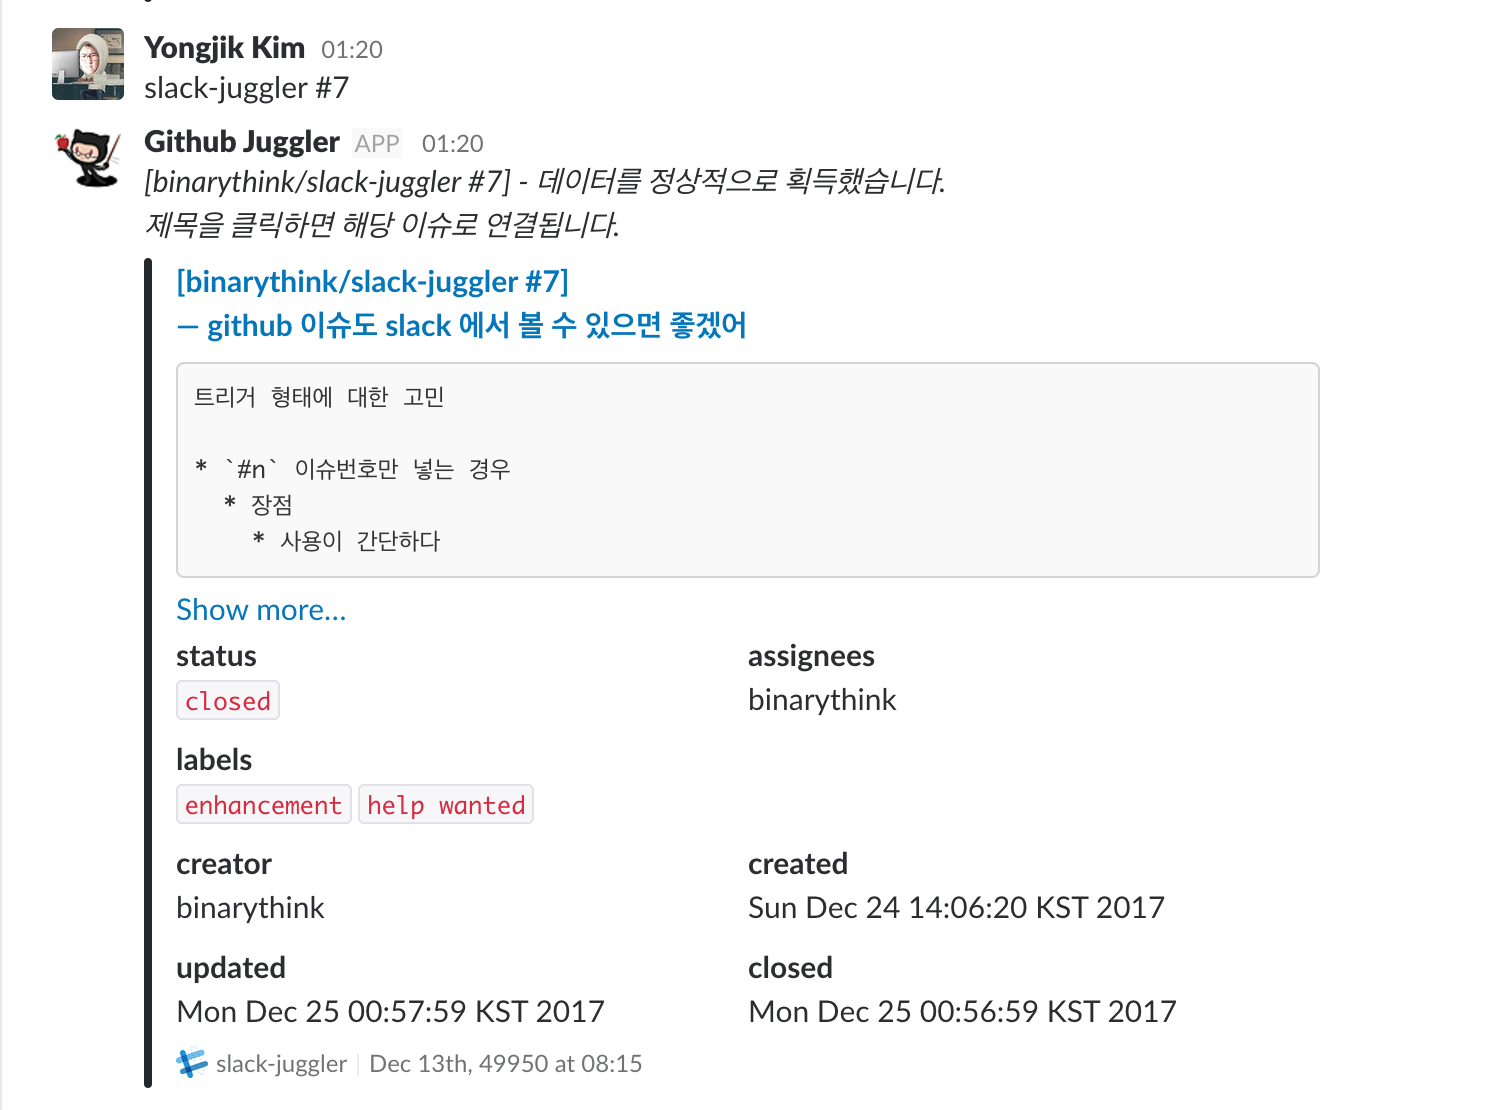 Yongjik Kim 01:20
slack-juggler #7
Github Juggler APP 01:20
[binarythink/slack-juggler #7] - 데이터를 정상적으로 획득했습니다.
제목을 클릭하면 해당 이슈로 연결됩니다.
[binarythink/slack-juggler #7]
— github 이슈도 slack 에서 볼 수 있으면 좋겠어
트리거 형태에 대한 고민
* `#n` 이슈번호만 넣는 경우
* 장점
* 사용이 간단하다
Show more...
status assignees
closed binarythink
labels
enhancement help wanted
creator created
binarythink Sun Dec 24 14:06:20 KST 2017
updated closed
Mon Dec 25 00:57:59 KST 2017 Mon Dec 25 00:56:59 KST 2017
slack-juggler | Dec 13th, 49950 at 08:15